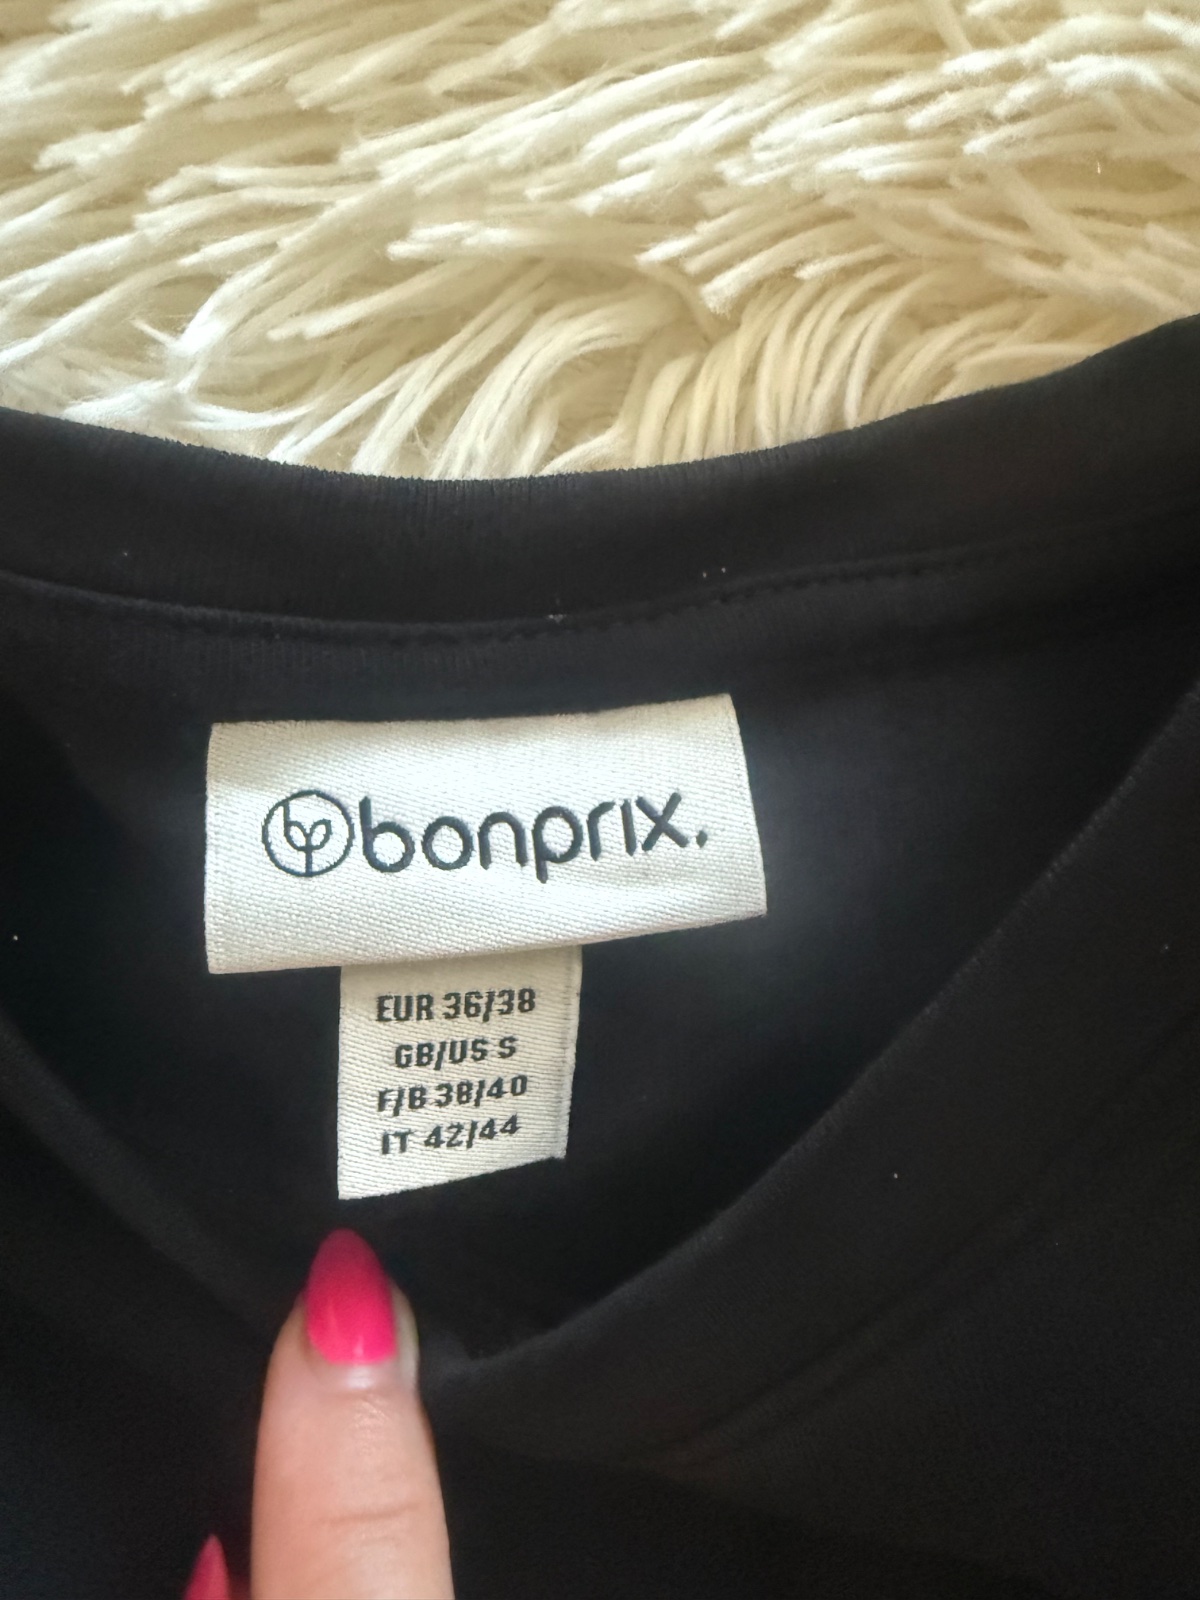 bonprix.
EUR 36/38
GB/US S
F/B 38/40
IT 42/44